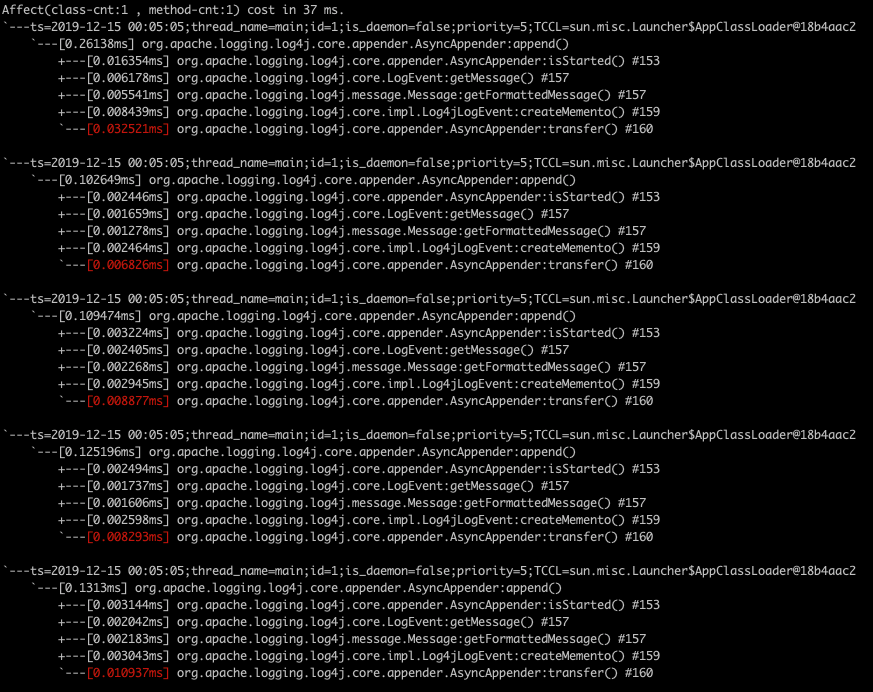 Affect(class-cnt:1 , method-cnt:1) cost in 37 ms.
`---ts=2019-12-15 00:05:05;thread_name=main;id=1;is_daemon=false;priority=5;TCCL=sun.misc.Launcher$AppClassLoader@18b4aac2
    `---[0.26138ms] org.apache.logging.log4j.core.appender.AsyncAppender:append()
        +---[0.016354ms] org.apache.logging.log4j.core.appender.AsyncAppender:isStarted() #153
        +---[0.006178ms] org.apache.logging.log4j.core.LogEvent:getMessage() #157
        +---[0.005541ms] org.apache.logging.log4j.message.Message:getFormattedMessage() #157
        +---[0.008439ms] org.apache.logging.log4j.core.impl.Log4jLogEvent:createMemento() #159
        `---[0.032521ms] org.apache.logging.log4j.core.appender.AsyncAppender:transfer() #160

`---ts=2019-12-15 00:05:05;thread_name=main;id=1;is_daemon=false;priority=5;TCCL=sun.misc.Launcher$AppClassLoader@18b4aac2
    `---[0.102649ms] org.apache.logging.log4j.core.appender.AsyncAppender:append()
        +---[0.002446ms] org.apache.logging.log4j.core.appender.AsyncAppender:isStarted() #153
        +---[0.001659ms] org.apache.logging.log4j.core.LogEvent:getMessage() #157
        +---[0.001278ms] org.apache.logging.log4j.message.Message:getFormattedMessage() #157
        +---[0.002464ms] org.apache.logging.log4j.core.impl.Log4jLogEvent:createMemento() #159
        `---[0.006826ms] org.apache.logging.log4j.core.appender.AsyncAppender:transfer() #160

`---ts=2019-12-15 00:05:05;thread_name=main;id=1;is_daemon=false;priority=5;TCCL=sun.misc.Launcher$AppClassLoader@18b4aac2
    `---[0.109474ms] org.apache.logging.log4j.core.appender.AsyncAppender:append()
        +---[0.003224ms] org.apache.logging.log4j.core.appender.AsyncAppender:isStarted() #153
        +---[0.002405ms] org.apache.logging.log4j.core.LogEvent:getMessage() #157
        +---[0.002268ms] org.apache.logging.log4j.message.Message:getFormattedMessage() #157
        +---[0.002945ms] org.apache.logging.log4j.core.impl.Log4jLogEvent:createMemento() #159
        `---[0.008877ms] org.apache.logging.log4j.core.appender.AsyncAppender:transfer() #160

`---ts=2019-12-15 00:05:05;thread_name=main;id=1;is_daemon=false;priority=5;TCCL=sun.misc.Launcher$AppClassLoader@18b4aac2
    `---[0.125196ms] org.apache.logging.log4j.core.appender.AsyncAppender:append()
        +---[0.002494ms] org.apache.logging.log4j.core.appender.AsyncAppender:isStarted() #153
        +---[0.001737ms] org.apache.logging.log4j.core.LogEvent:getMessage() #157
        +---[0.001606ms] org.apache.logging.log4j.message.Message:getFormattedMessage() #157
        +---[0.002598ms] org.apache.logging.log4j.core.impl.Log4jLogEvent:createMemento() #159
        `---[0.008293ms] org.apache.logging.log4j.core.appender.AsyncAppender:transfer() #160

`---ts=2019-12-15 00:05:05;thread_name=main;id=1;is_daemon=false;priority=5;TCCL=sun.misc.Launcher$AppClassLoader@18b4aac2
    `---[0.1313ms] org.apache.logging.log4j.core.appender.AsyncAppender:append()
        +---[0.003144ms] org.apache.logging.log4j.core.appender.AsyncAppender:isStarted() #153
        +---[0.002042ms] org.apache.logging.log4j.core.LogEvent:getMessage() #157
        +---[0.002183ms] org.apache.logging.log4j.message.Message:getFormattedMessage() #157
        +---[0.003043ms] org.apache.logging.log4j.core.impl.Log4jLogEvent:createMemento() #159
        `---[0.010937ms] org.apache.logging.log4j.core.appender.AsyncAppender:transfer() #160